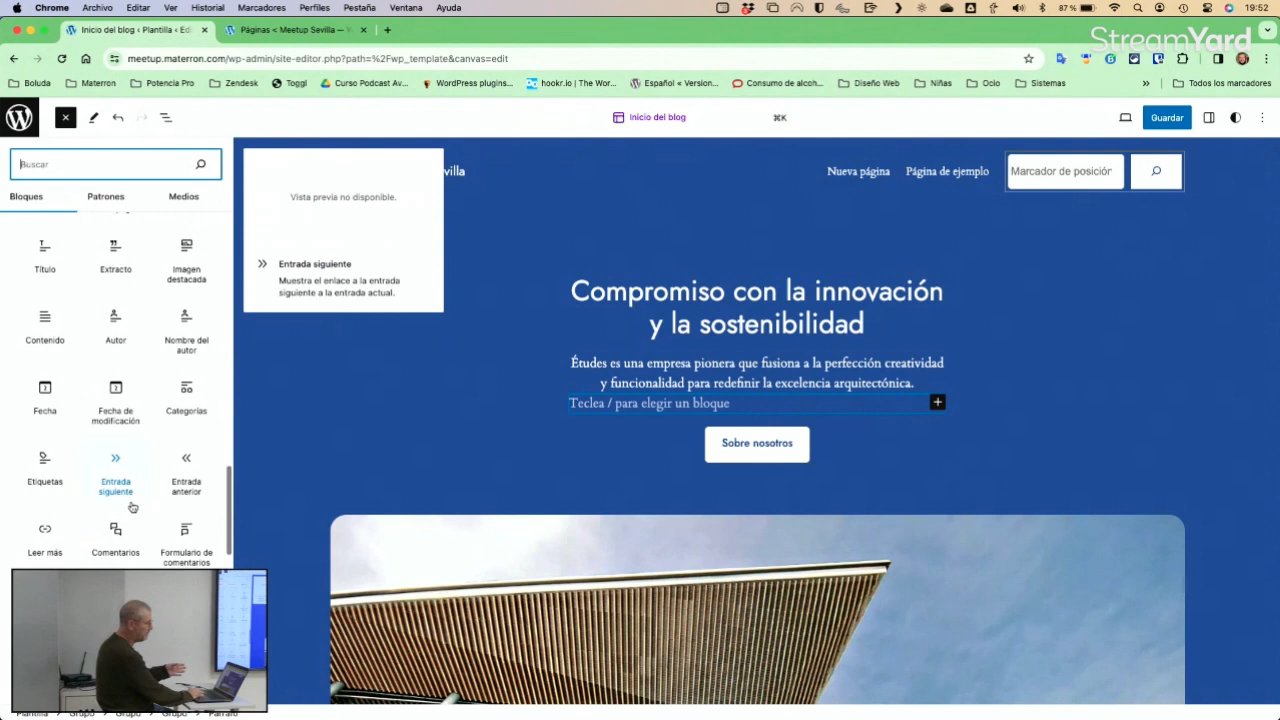 Chrome Archivo Editar Ver Historial Marcadores Perfiles Pestaña Ventana Ayuda 87% 19:52
StreamYard
Inicio del blog ‹ Plantilla ‹ Edi
Páginas < Meetup Sevilla —
meetup.materron.com/wp-admin/site-editor.php?path=%2Fwp_template&canvas=edit
Boluda Materron Potencia Pro Zendesk Toggl Curso Podcast Av... WordPress plugins... hookr.io | The Wor... Español « Version... Consumo de alcoh... Diseño Web Niñas Ocio Sistemas » Todos los marcadores
Inicio del blog ⌘K Guardar
Buscar
Bloques Patrones Medios
Título Extracto Imagen destacada
Contenido Autor Nombre del autor
Fecha Fecha de modificación Categorías
Etiquetas Entrada siguiente Entrada anterior
Leer más Comentarios Formulario de comentarios
Vista previa no disponible.
Entrada siguiente
Muestra el enlace a la entrada
siguiente a la entrada actual.
villa
Nueva página Página de ejemplo Marcador de posición
Compromiso con la innovación
y la sostenibilidad
Études es una empresa pionera que fusiona a la perfección creatividad
y funcionalidad para redefinir la excelencia arquitectónica.
Teclea / para elegir un bloque
Sobre nosotros
Plantilla > Grupo > Grupo > Grupo > Párrafo